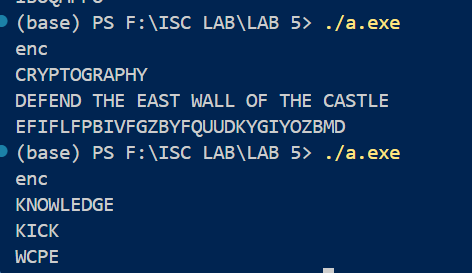 (base) PS F:\ISC LAB\LAB 5> ./a.exe
enc
CRYPTOGRAPHY
DEFEND THE EAST WALL OF THE CASTLE
EFIFLFPBIVFGZBYFQUUDKYGIYOZBMD
(base) PS F:\ISC LAB\LAB 5> ./a.exe
enc
KNOWLEDGE
KICK
WCPE